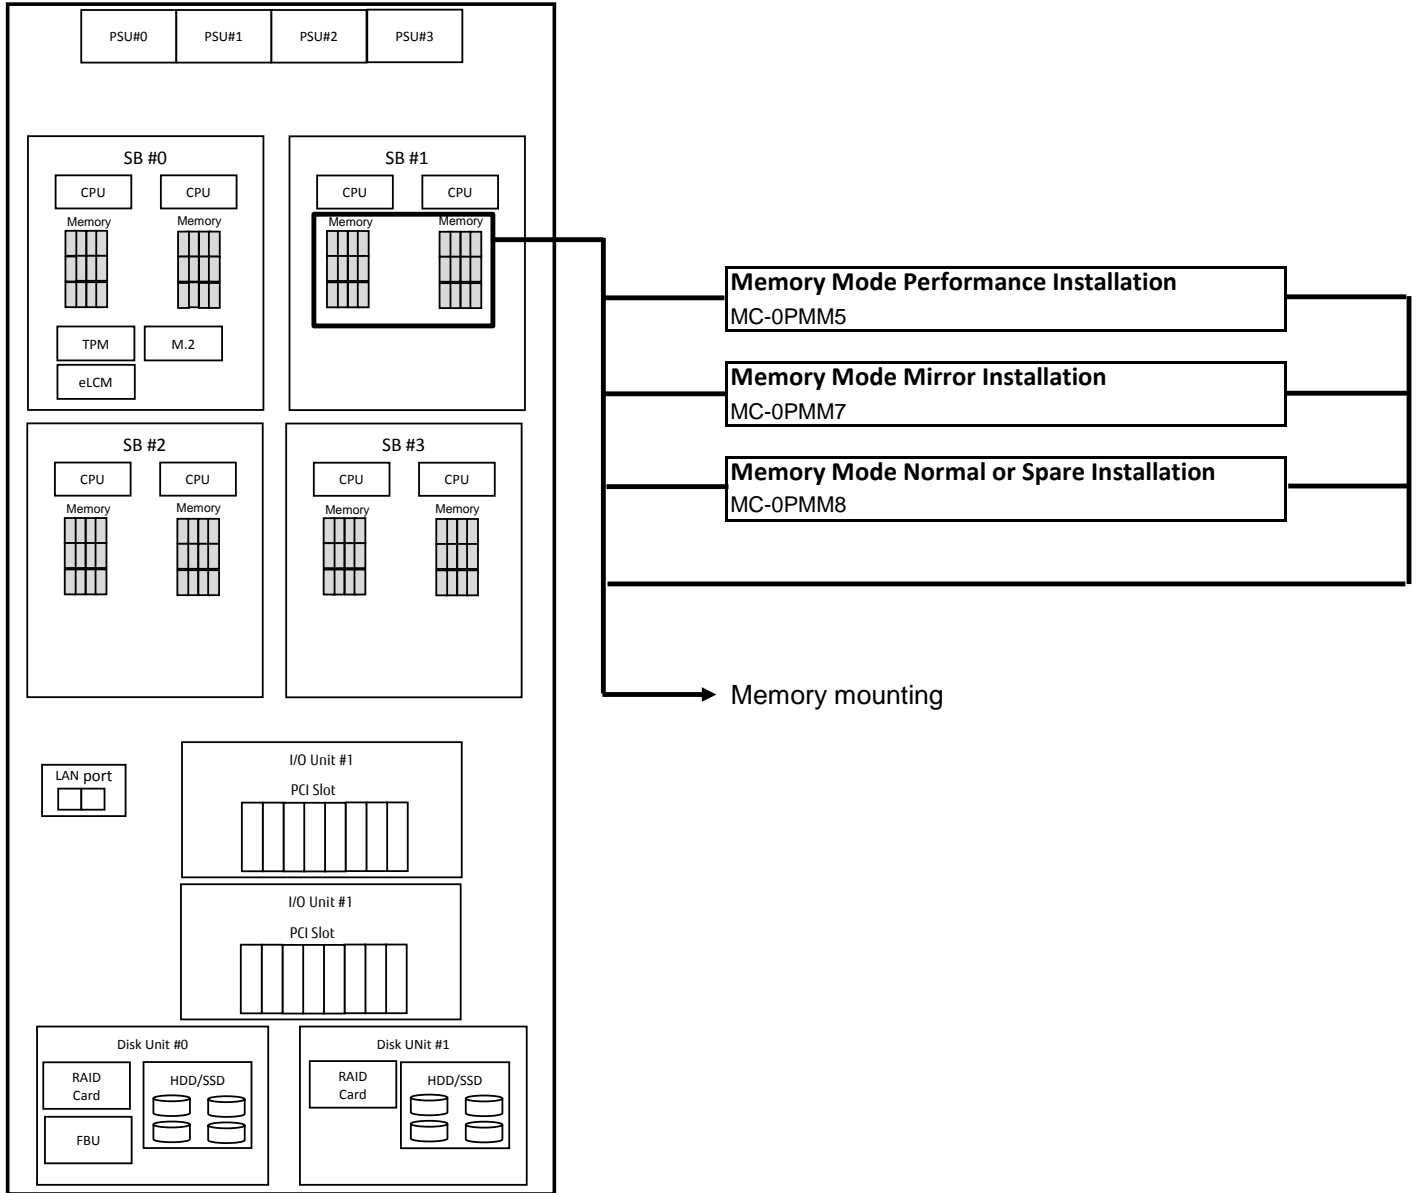 PSU#0 PSU#1 PSU#2 PSU#3
SB #0
CPU CPU
Memory Memory
TPM M.2
eLCM
SB #1
CPU CPU
Memory Memory
SB #2
CPU CPU
Memory Memory
SB #3
CPU CPU
Memory Memory
Memory Mode Performance Installation
MC-0PMM5
Memory Mode Mirror Installation
MC-0PMM7
Memory Mode Normal or Spare Installation
MC-0PMM8
Memory mounting
LAN port
I/O Unit #1
PCI Slot
I/O Unit #1
PCI Slot
Disk Unit #0
RAID
Card
HDD/SSD
FBU
Disk UNit #1
RAID
Card
HDD/SSD